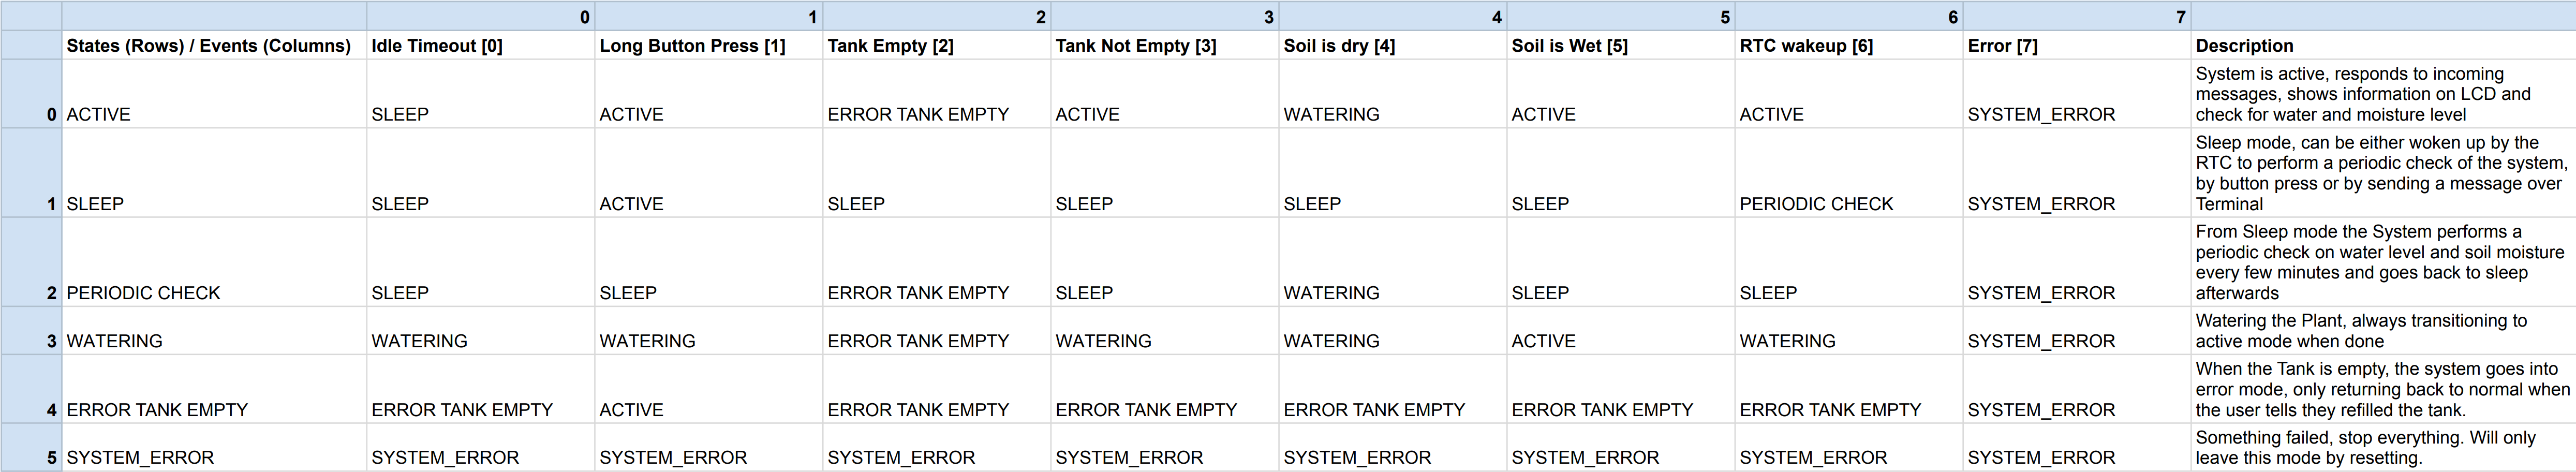 0 1 2 3 4 5 6 7
States (Rows) / Events (Columns) Idle Timeout [0] Long Button Press [1] Tank Empty [2] Tank Not Empty [3] Soil is dry [4] Soil is Wet [5] RTC wakeup [6] Error [7] Description
0 ACTIVE SLEEP ACTIVE ERROR TANK EMPTY ACTIVE WATERING ACTIVE ACTIVE SYSTEM_ERROR
System is active, responds to incoming
messages, shows information on LCD and
check for water and moisture level
1 SLEEP SLEEP ACTIVE SLEEP SLEEP SLEEP SLEEP PERIODIC CHECK SYSTEM_ERROR
Sleep mode, can be either woken up by the
RTC to perform a periodic check of the system,
by button press or by sending a message over
Terminal
2 PERIODIC CHECK SLEEP SLEEP ERROR TANK EMPTY SLEEP WATERING SLEEP SLEEP SYSTEM_ERROR
From Sleep mode the System performs a
periodic check on water level and soil moisture
every few minutes and goes back to sleep
afterwards
3 WATERING WATERING WATERING ERROR TANK EMPTY WATERING WATERING ACTIVE WATERING SYSTEM_ERROR
Watering the Plant, always transitioning to
active mode when done
4 ERROR TANK EMPTY ERROR TANK EMPTY ACTIVE ERROR TANK EMPTY ERROR TANK EMPTY ERROR TANK EMPTY ERROR TANK EMPTY ERROR TANK EMPTY SYSTEM_ERROR
When the Tank is empty, the system goes into
error mode, only returning back to normal when
the user tells they refilled the tank.
5 SYSTEM_ERROR SYSTEM_ERROR SYSTEM_ERROR SYSTEM_ERROR SYSTEM_ERROR SYSTEM_ERROR SYSTEM_ERROR SYSTEM_ERROR SYSTEM_ERROR
Something failed, stop everything. Will only
leave this mode by resetting.